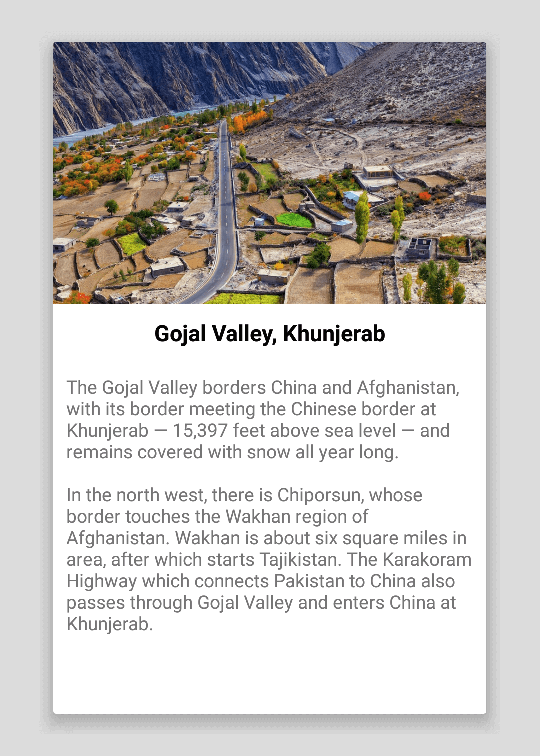 Gojal Valley, Khunjerab
The Gojal Valley borders China and Afghanistan,
with its border meeting the Chinese border at
Khunjerab — 15,397 feet above sea level — and
remains covered with snow all year long.
In the north west, there is Chiporsun, whose
border touches the Wakhan region of
Afghanistan. Wakhan is about six square miles in
area, after which starts Tajikistan. The Karakoram
Highway which connects Pakistan to China also
passes through Gojal Valley and enters China at
Khunjerab.